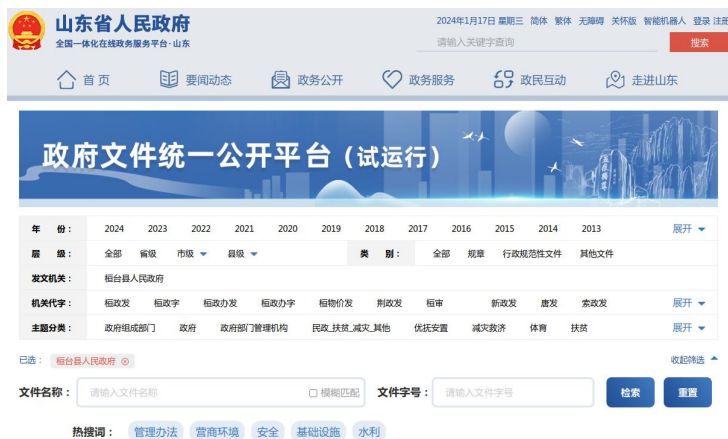 山东省人民政府
全国一体化在线政务服务平台·山东
2024年1月17日 星期三 简体 繁体 无障碍 关怀版 智能机器人 登录 注册
请输入关键字查询 搜索
首页 要闻动态 政务公开 政务服务 政民互动 走进山东
政府文件统一公开平台（试运行）
年 份： 2024 2023 2022 2021 2020 2019 2018 2017 2016 2015 2014 2013 展开
层 级： 全部 省级 市级 县级 类 别： 全部 规章 行政规范性文件 其他文件
发文机关： 桓台县人民政府
机关代字： 桓政发 桓政字 桓政办发 桓政办字 桓物价发 荆政发 桓审 新政发 唐发 索政发 展开
主题分类： 政府组成部门 政府 政府部门管理机构 民政_扶贫_减灾_其他 优抚安置 减灾救济 体育 扶贫 展开
已选： 桓台县人民政府 收起筛选
文件名称： 请输入文件名称 模糊匹配 文件字号： 请输入文件字号 检索 重置
热搜词： 管理办法 营商环境 安全 基础设施 水利